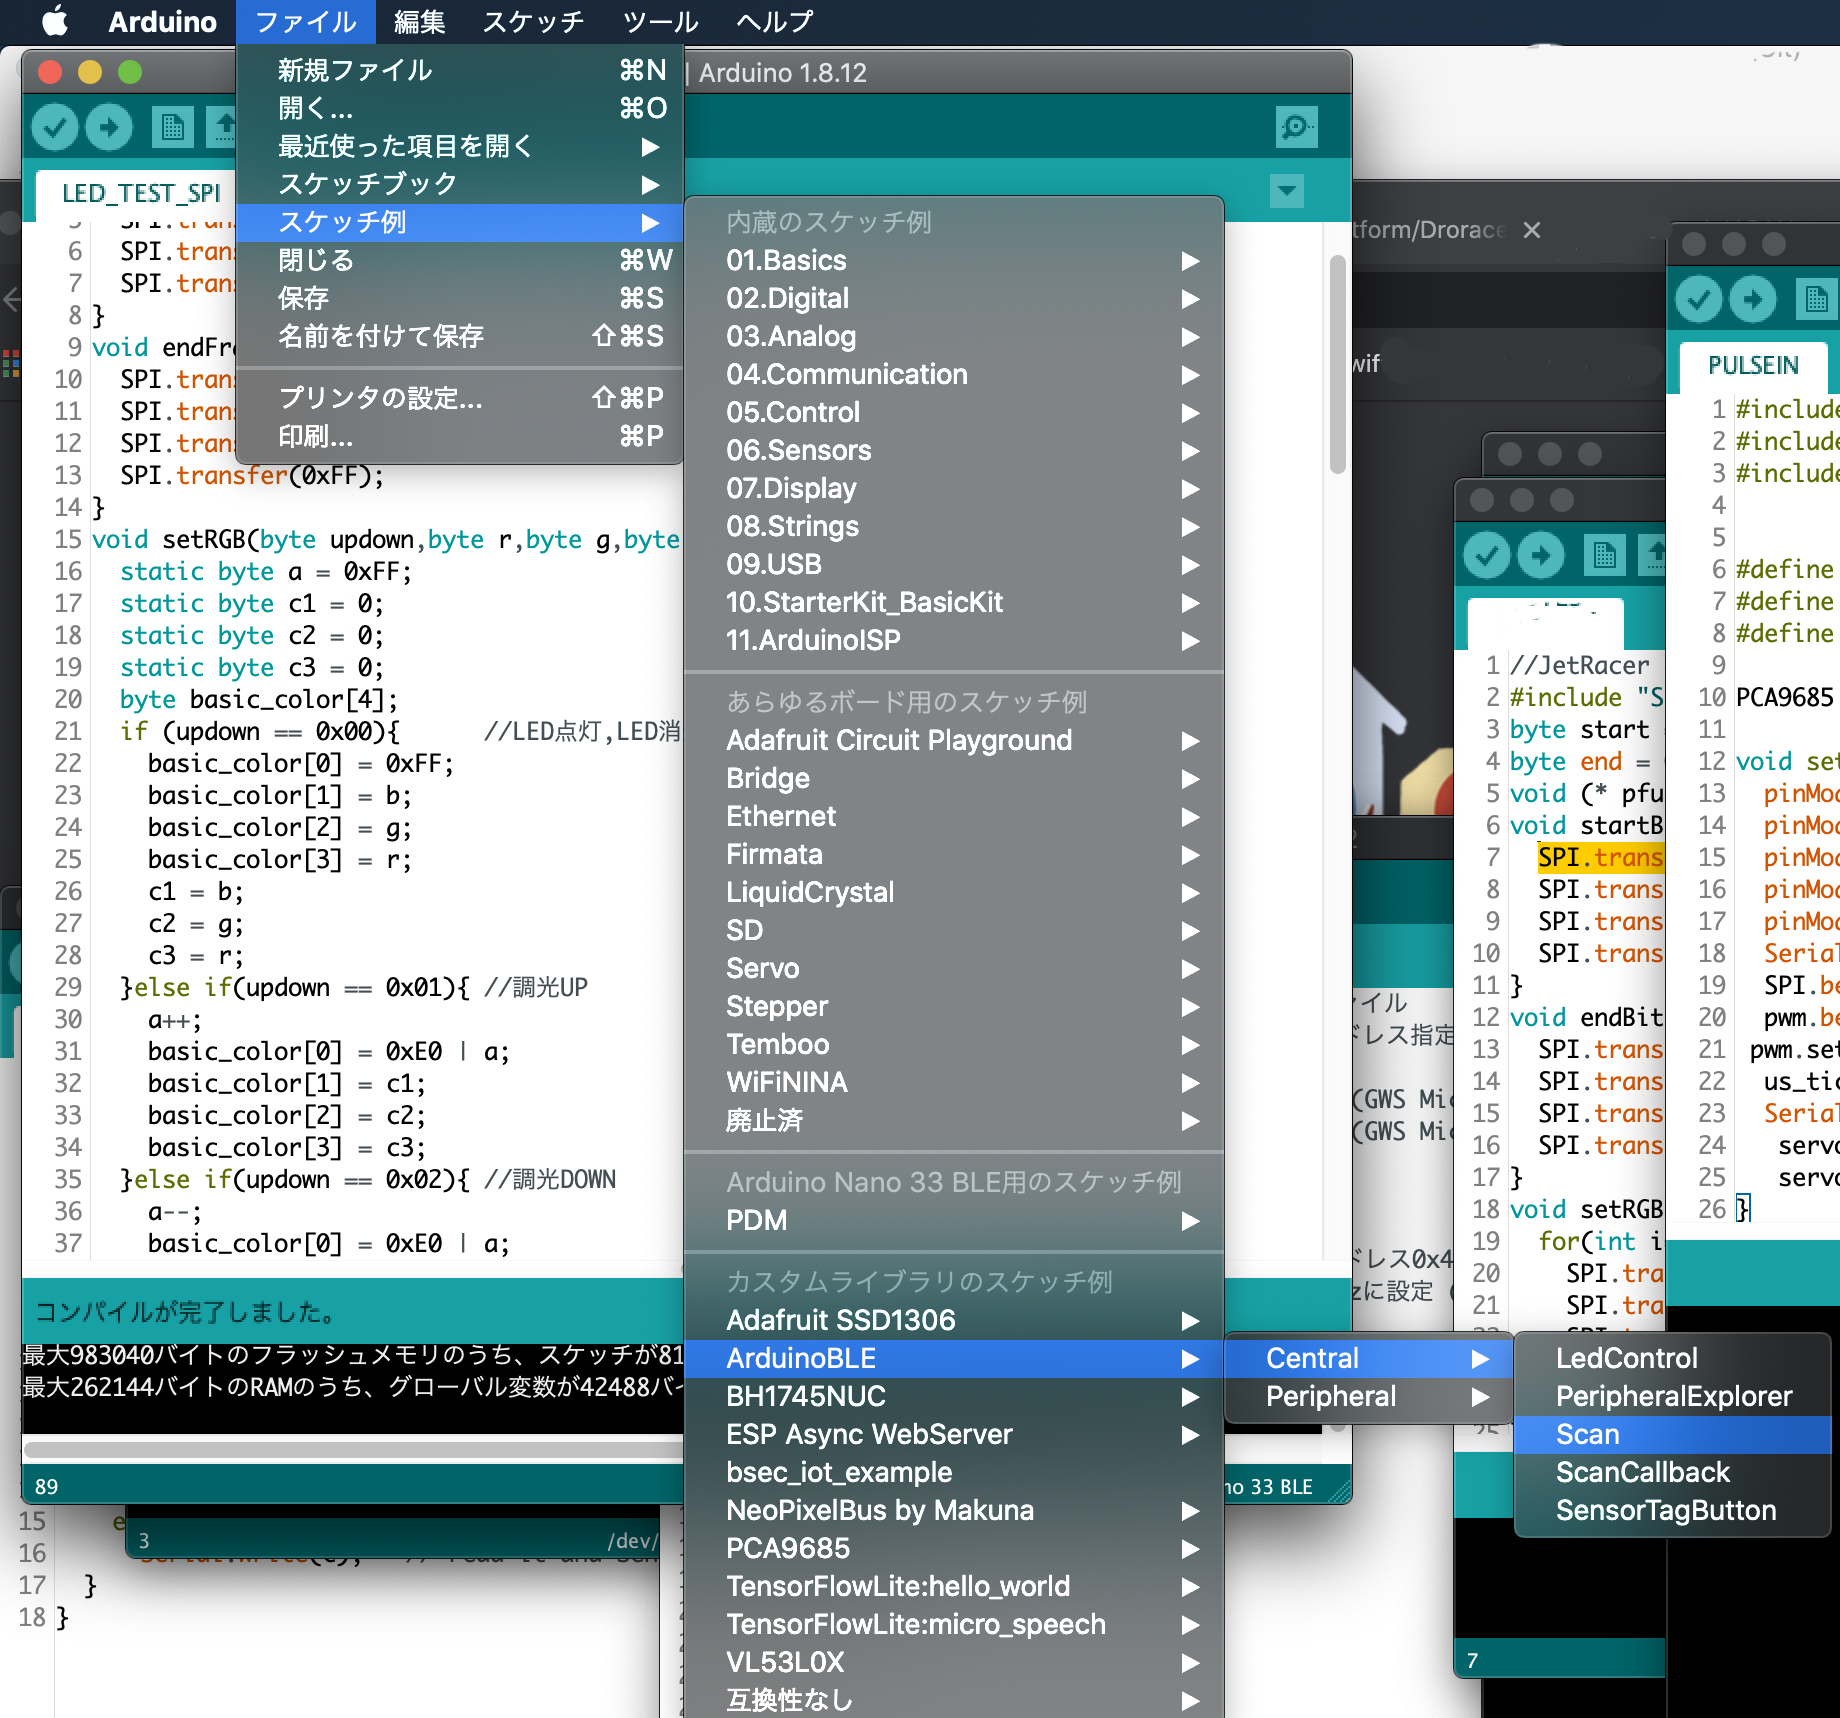 Arduino ファイル 編集 スケッチ ツール ヘルプ
| Arduino 1.8.12
新規ファイル ⌘N
開く... ⌘O
最近使った項目を開く ▶
スケッチブック ▶
スケッチ例 ▶
閉じる ⌘W
保存 ⌘S
名前を付けて保存 ⇧⌘S
プリンタの設定... ⇧⌘P
印刷... ⌘P
内蔵のスケッチ例
01.Basics ▶
02.Digital ▶
03.Analog ▶
04.Communication ▶
05.Control ▶
06.Sensors ▶
07.Display ▶
08.Strings ▶
09.USB ▶
10.StarterKit_BasicKit ▶
11.ArduinoISP ▶
あらゆるボード用のスケッチ例
Adafruit Circuit Playground ▶
Bridge ▶
Ethernet ▶
Firmata ▶
LiquidCrystal ▶
SD ▶
Servo ▶
Stepper ▶
Temboo ▶
WiFiNINA ▶
廃止済 ▶
Arduino Nano 33 BLE用のスケッチ例
PDM ▶
カスタムライブラリのスケッチ例
Adafruit SSD1306 ▶
ArduinoBLE ▶
BH1745NUC ▶
ESP Async WebServer ▶
bsec_iot_example
NeoPixelBus by Makuna ▶
PCA9685 ▶
TensorFlowLite:hello_world ▶
TensorFlowLite:micro_speech ▶
VL53L0X ▶
互換性なし ▶
Central ▶
Peripheral ▶
LedControl
PeripheralExplorer
Scan
ScanCallback
SensorTagButton
LED_TEST_SPI
6 SPI.tran
7 SPI.tran
8 }
9 void endFr
10 SPI.tran
11 SPI.tran
12 SPI.tran
13 SPI.transfer(0xFF);
14 }
15 void setRGB(byte updown,byte r,byte g,byte
16 static byte a = 0xFF;
17 static byte c1 = 0;
18 static byte c2 = 0;
19 static byte c3 = 0;
20 byte basic_color[4];
21 if (updown == 0x00){ //LED点灯,LED消
22 basic_color[0] = 0xFF;
23 basic_color[1] = b;
24 basic_color[2] = g;
25 basic_color[3] = r;
26 c1 = b;
27 c2 = g;
28 c3 = r;
29 }else if(updown == 0x01){ //調光UP
30 a++;
31 basic_color[0] = 0xE0 | a;
32 basic_color[1] = c1;
33 basic_color[2] = c2;
34 basic_color[3] = c3;
35 }else if(updown == 0x02){ //調光DOWN
36 a--;
37 basic_color[0] = 0xE0 | a;
コンパイルが完了しました。
最大983040バイトのフラッシュメモリのうち、スケッチが81
最大262144バイトのRAMのうち、グローバル変数が42488バイ
89
no 33 BLE
3 /dev/
15 e
16
17 }
18 }
tform/Drorace ✕
wif
イル
ドレス指定
(GWS Mic
(GWS Mic
ドレス0x4
zに設定 (
1 //JetRacer
2 #include "S
3 byte start
4 byte end =
5 void (* pfu
6 void startB
7 SPI.trans
8 SPI.trans
9 SPI.trans
10 SPI.trans
11 }
12 void endBit
13 SPI.trans
14 SPI.trans
15 SPI.trans
16 SPI.trans
17 }
18 void setRGB
19 for(int i
20 SPI.tra
21 SPI.tra
7
PULSEIN
1 #include
2 #include
3 #include
4
5
6 #define
7 #define
8 #define
9
10 PCA9685
11
12 void set
13 pinMod
14 pinMod
15 pinMod
16 pinMod
17 pinMod
18 Serial
19 SPI.be
20 pwm.be
21 pwm.set
22 us_tic
23 Serial
24 servo
25 servo
26 }